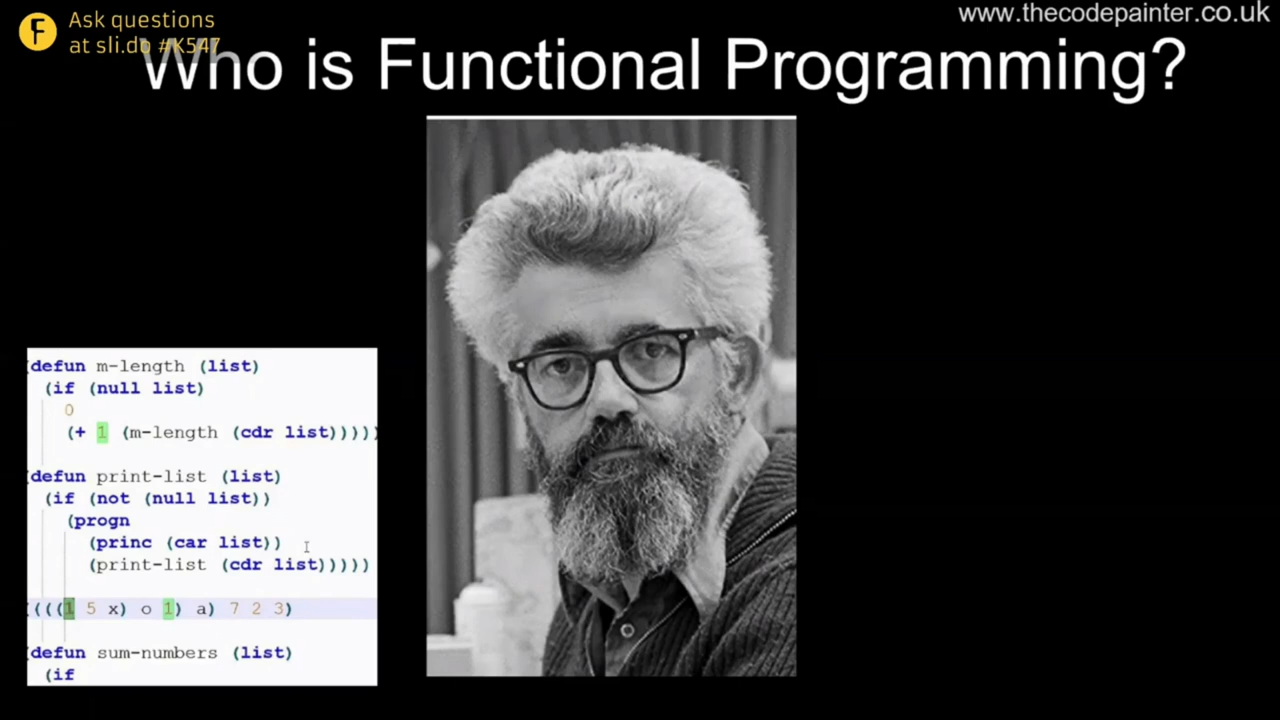 Ask questions
at sli.do #K547
www.thecodepainter.co.uk
Who is Functional Programming?
(defun m-length (list)
(if (null list)
0
(+ 1 (m-length (cdr list)))))
(defun print-list (list)
(if (not (null list))
(progn
(princ (car list))
(print-list (cdr list)))))
((((1 5 x) o 1) a) 7 2 3)
(defun sum-numbers (list)
(if